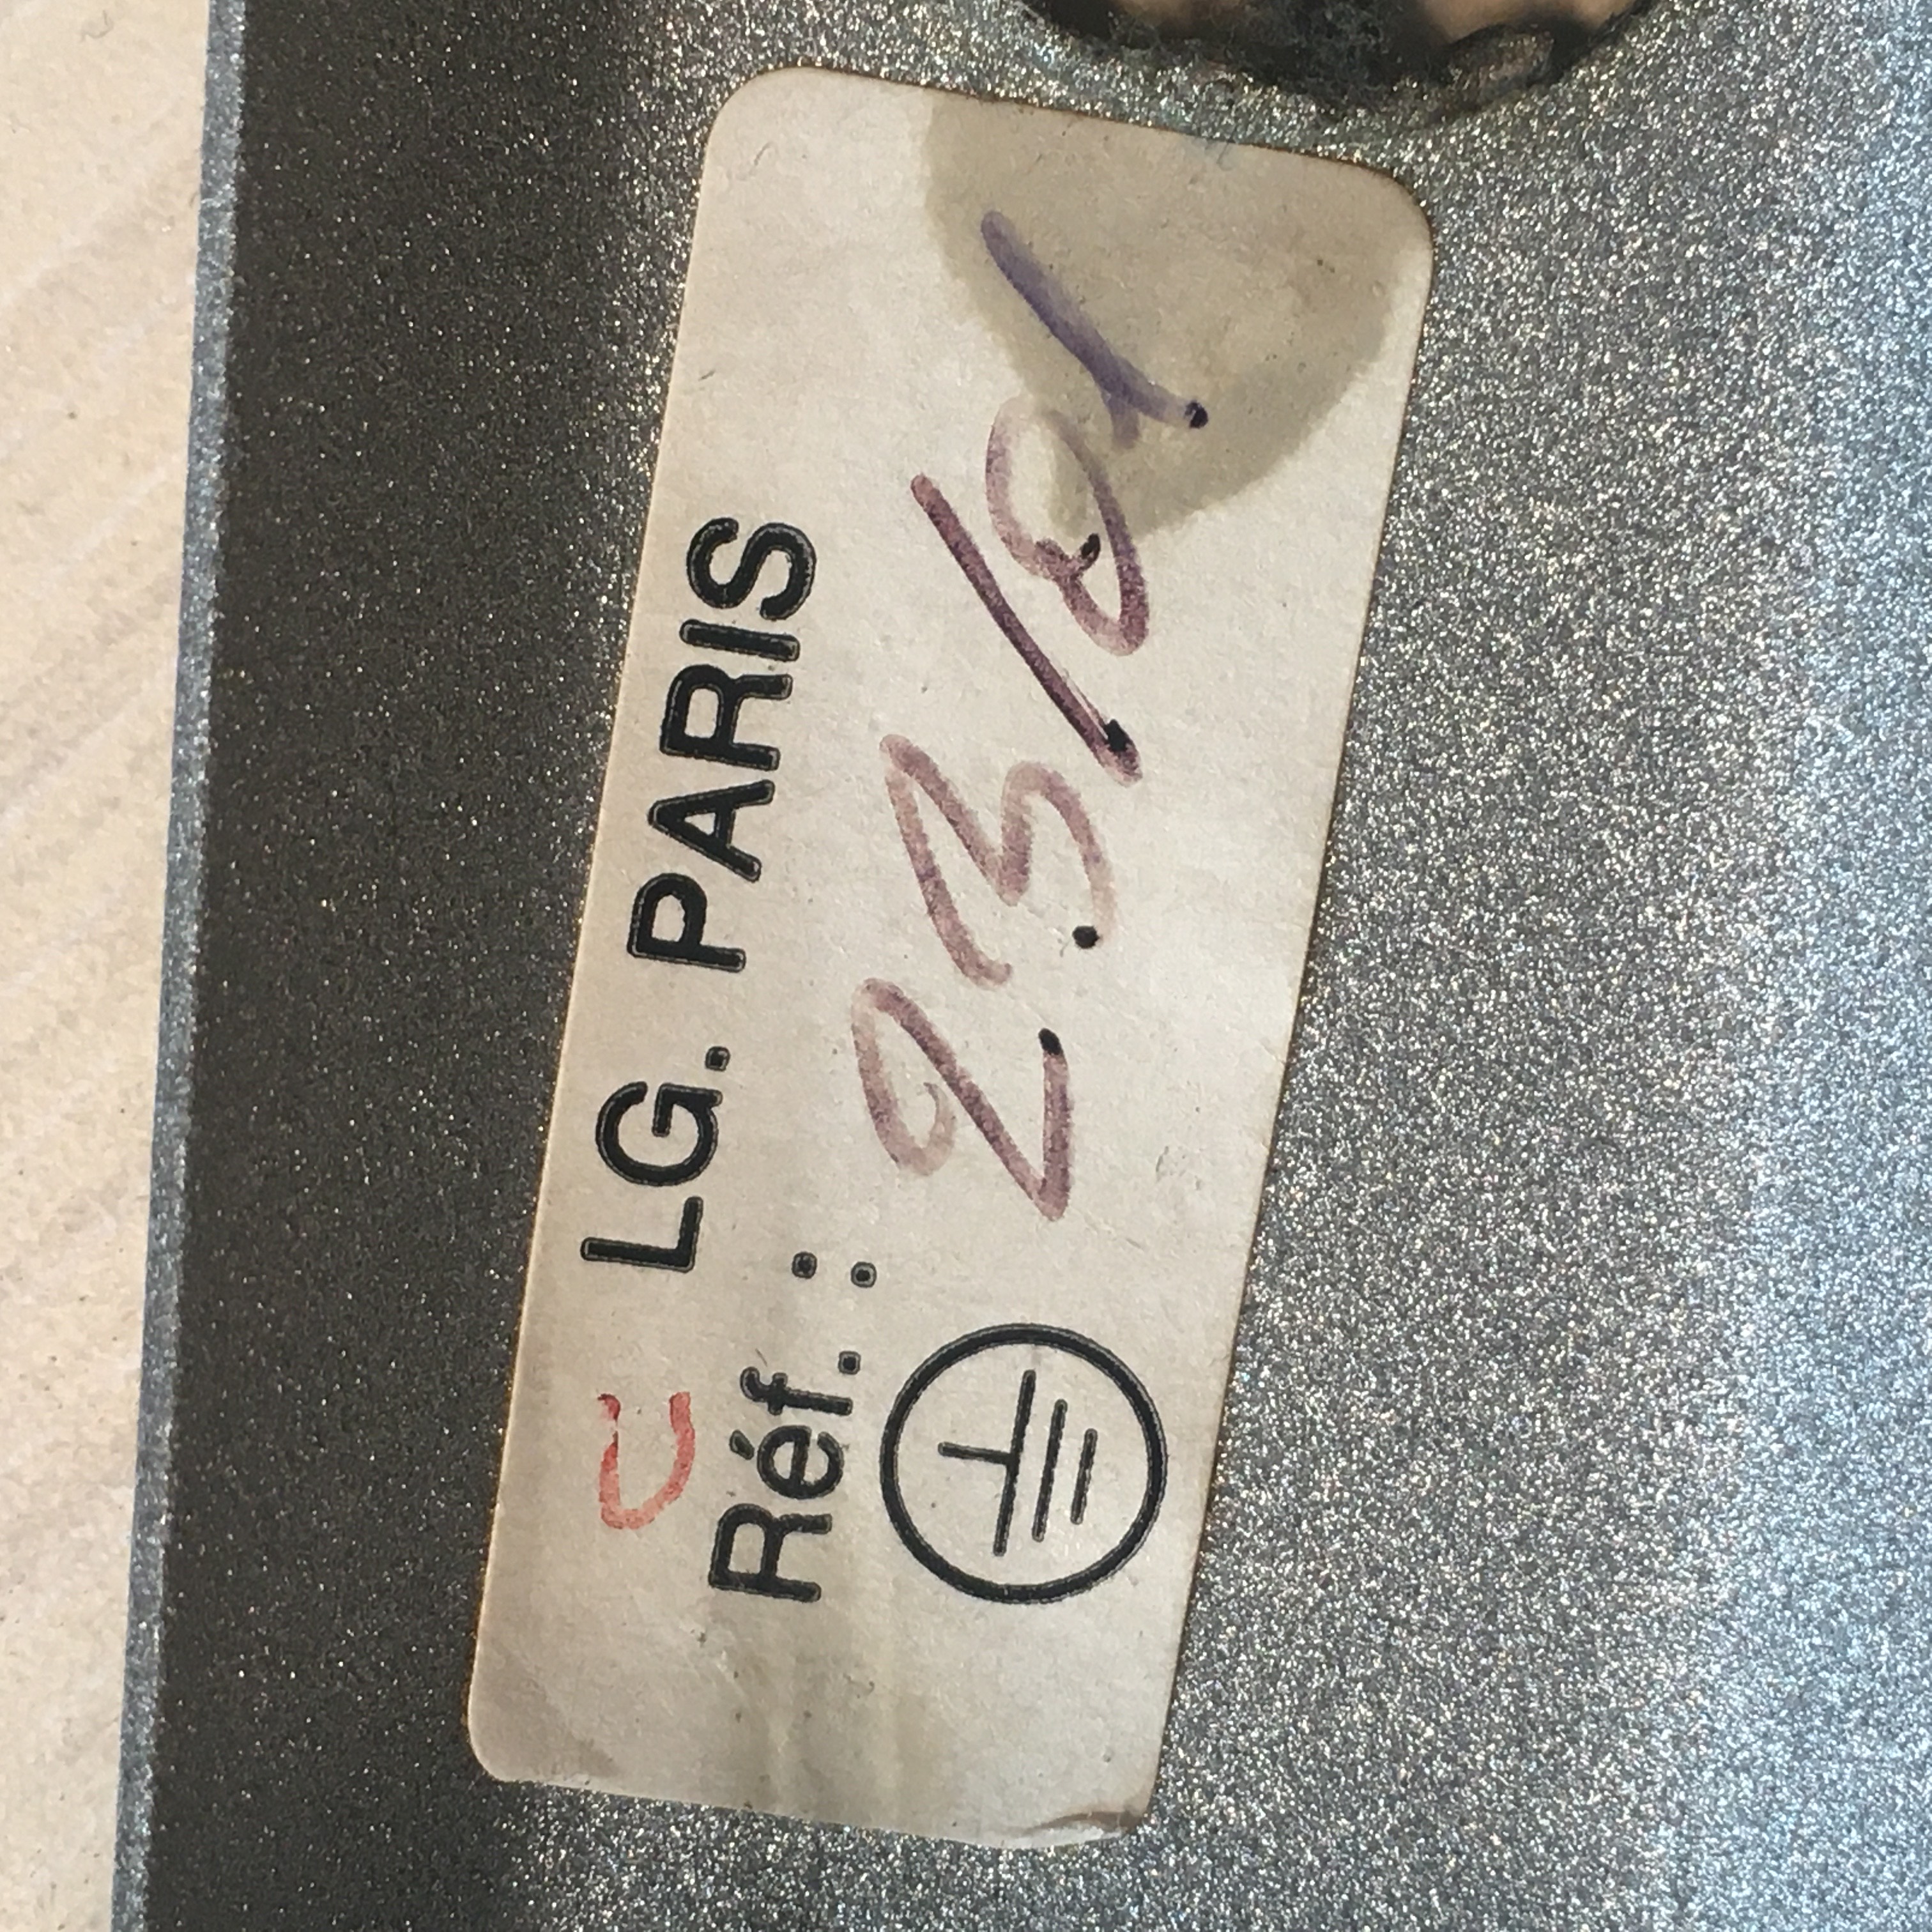 C LG. PARIS
Réf. : 23/81